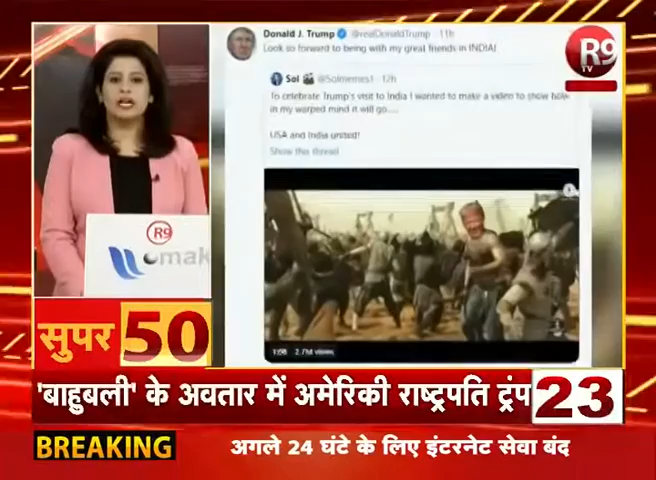 Donald J. Trump @realDonaldTrump · 11h
Look so forward to being with my great friends in INDIA!
Sol @Solmemes1 · 12h
To celebrate Trump's visit to India I wanted to make a video to show how
in my warped mind it will go....
USA and India united!
Show this thread
R9
TV
R9
omak
1:08 2.7M views
सुपर 50
'बाहुबली' के अवतार में अमेरिकी राष्ट्रपति ट्रंप
23
BREAKING
अगले 24 घंटे के लिए इंटरनेट सेवा बंद